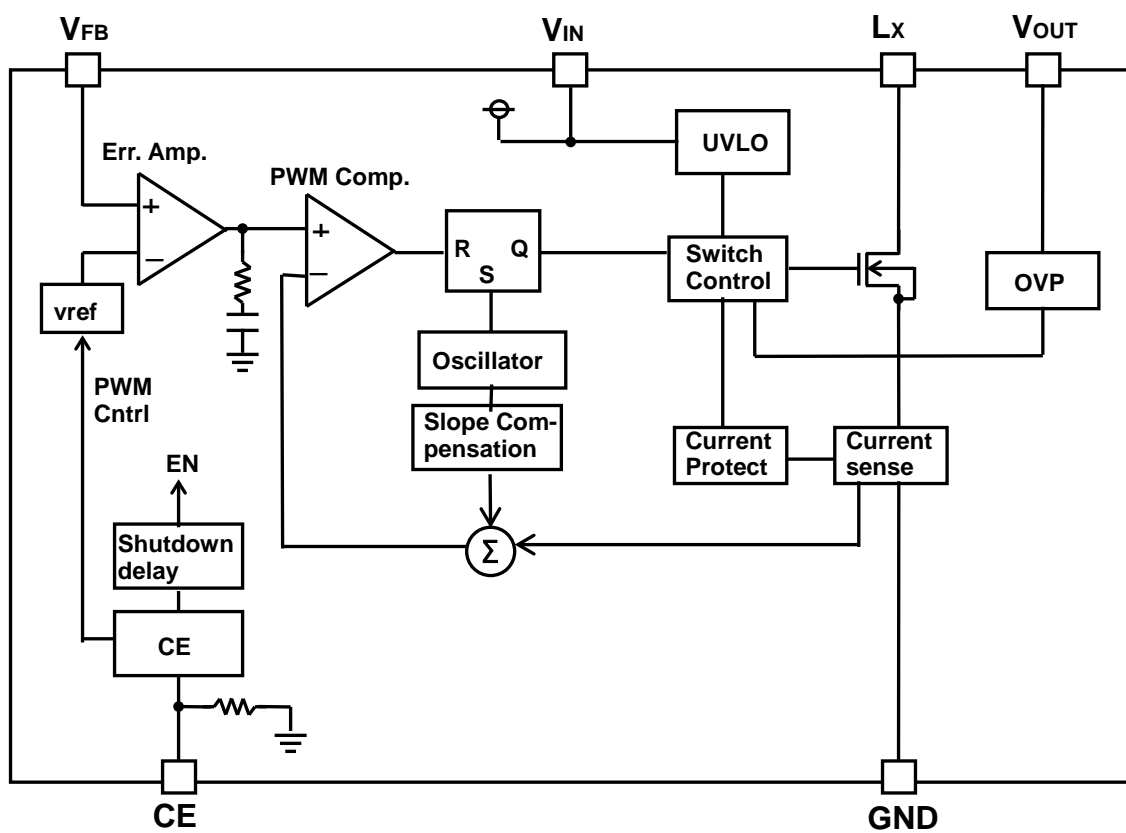 VFB
VIN
LX
VOUT
Err. Amp.
PWM Comp.
UVLO
+
−
+
−
R
Q
S
Switch
Control
OVP
vref
Oscillator
PWM
Cntrl
Slope Com-
pensation
Current
Protect
Current
sense
EN
Shutdown
delay
Σ
CE
CE
GND